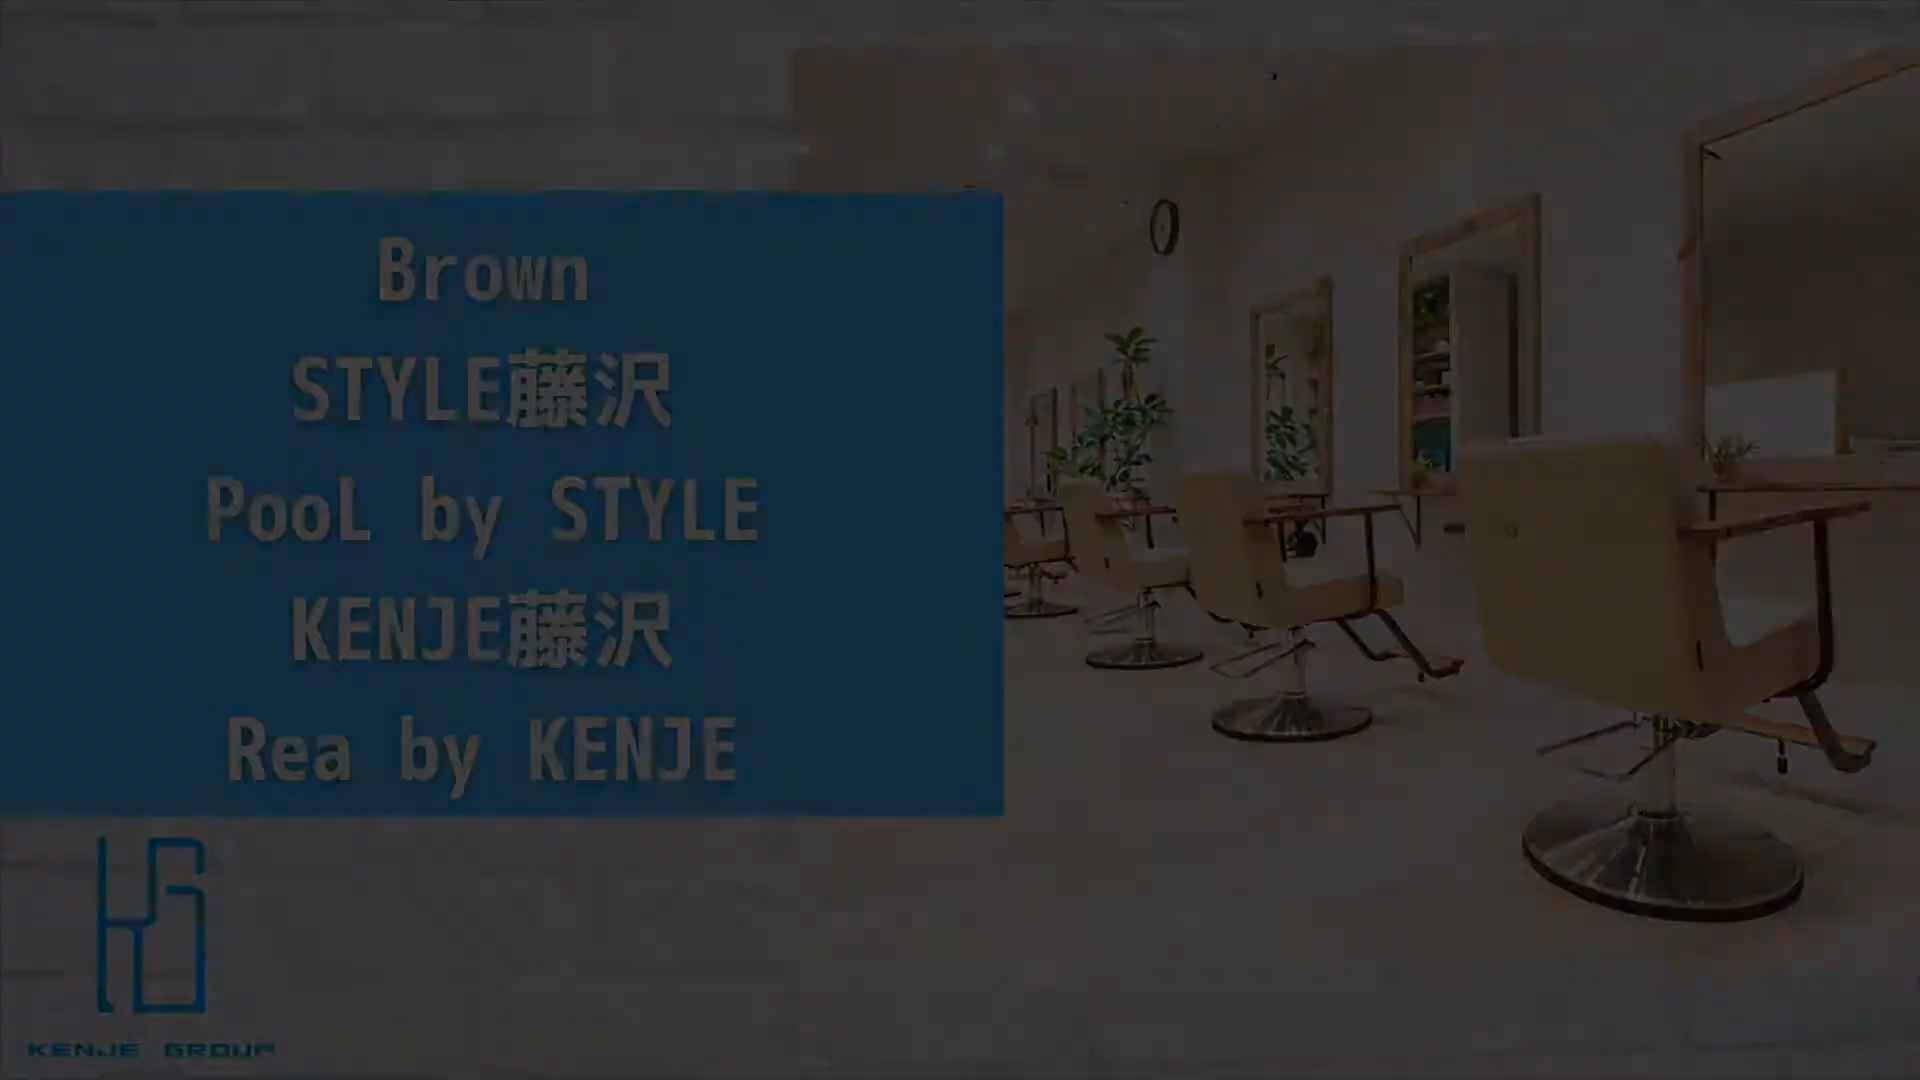 Brown
STYLE藤沢
PooL by STYLE
KENJE藤沢
Rea by KENJE
KENJE GROUP